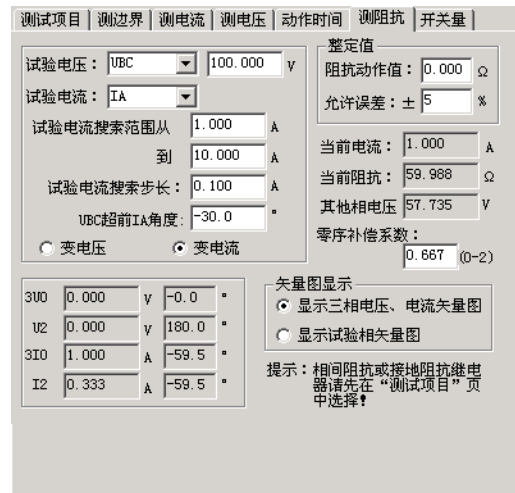 测试项目 测边界 测电流 测电压 动作时间 测阻抗 开关量
试验电压： UBC 100.000 V
试验电流： IA
试验电流搜索范围从 1.000 A
到 10.000 A
试验电流搜索步长： 0.100 A
UBC超前IA角度: -30.0 °
变电压 变电流
整定值
阻抗动作值： 0.000 Ω
允许误差：± 5 %
当前电流： 1.000 A
当前阻抗： 59.988 Ω
其他相电压 57.735 V
零序补偿系数：
0.667 (0-2)
3U0 0.000 V -0.0 °
U2 0.000 V 180.0 °
3I0 1.000 A -59.5 °
I2 0.333 A -59.5 °
矢量图显示
显示三相电压、电流矢量图
显示试验相矢量图
提示：相间阻抗或接地阻抗继电
器请先在“测试项目”页
中选择！